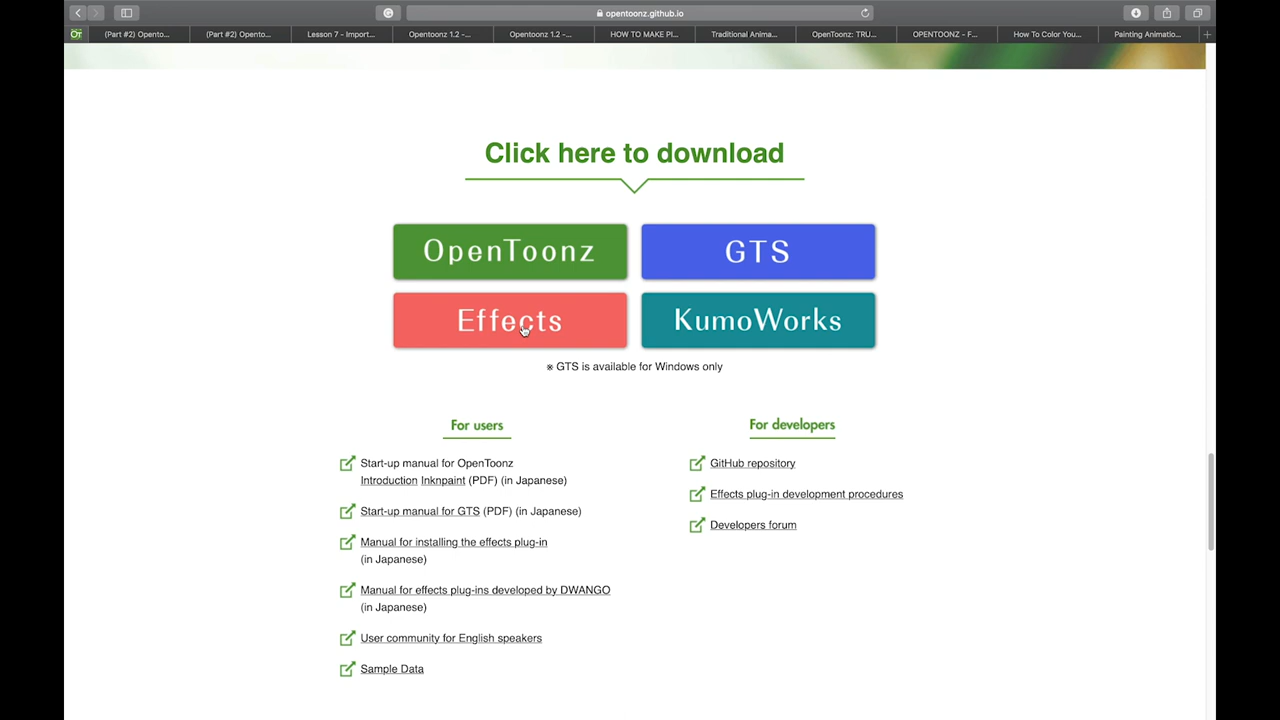 opentoonz.github.io
(Part #2) Opento...
(Part #2) Opento...
Lesson 7 - Import...
Opentoonz 1.2 -...
Opentoonz 1.2 -...
HOW TO MAKE PI...
Traditional Anima...
OpenToonz: TRU...
OPENTOONZ - F...
How To Color You...
Painting Animatio...
Click here to download
OpenToonz
GTS
Effects
KumoWorks
※ GTS is available for Windows only
For users
Start-up manual for OpenToonz
Introduction Inknpaint (PDF) (in Japanese)
Start-up manual for GTS (PDF) (in Japanese)
Manual for installing the effects plug-in
(in Japanese)
Manual for effects plug-ins developed by DWANGO
(in Japanese)
User community for English speakers
Sample Data
For developers
GitHub repository
Effects plug-in development procedures
Developers forum